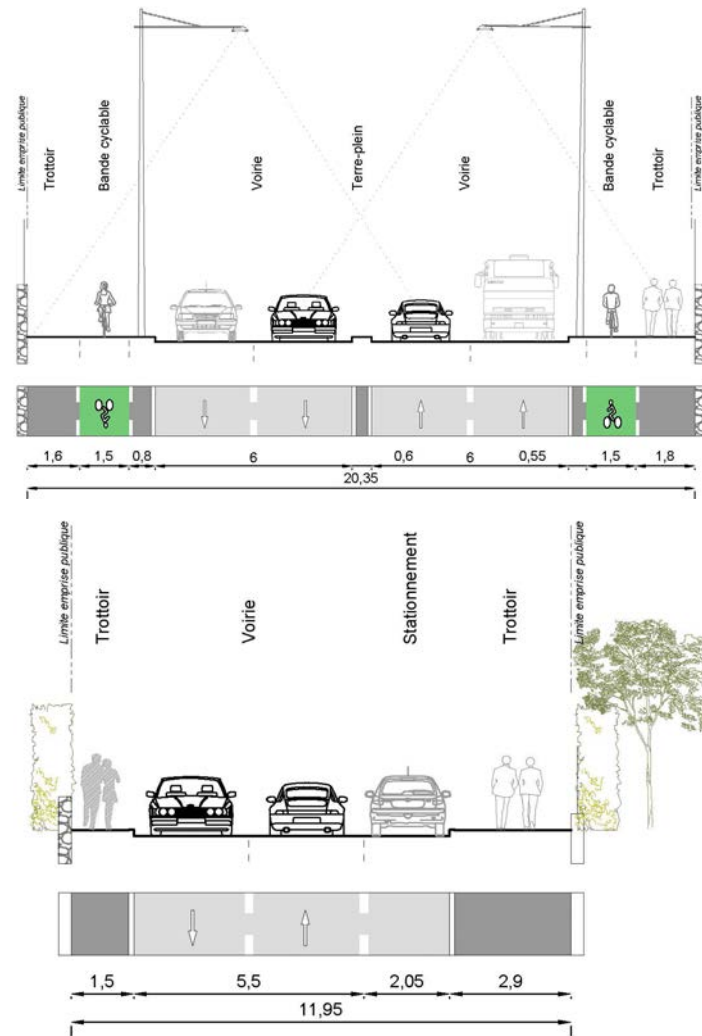 Limite emprise publique
Trottoir
Bande cyclable
Voirie
Terre-plein
Voirie
Bande cyclable
Trottoir
Limite emprise publique
1,6 1,5 0,8 6 0,6 6 0,55 1,5 1,8
20,35
Limite emprise publique
Trottoir
Voirie
Stationnement
Trottoir
Limite emprise publique
1,5 5,5 2,05 2,9
11,95